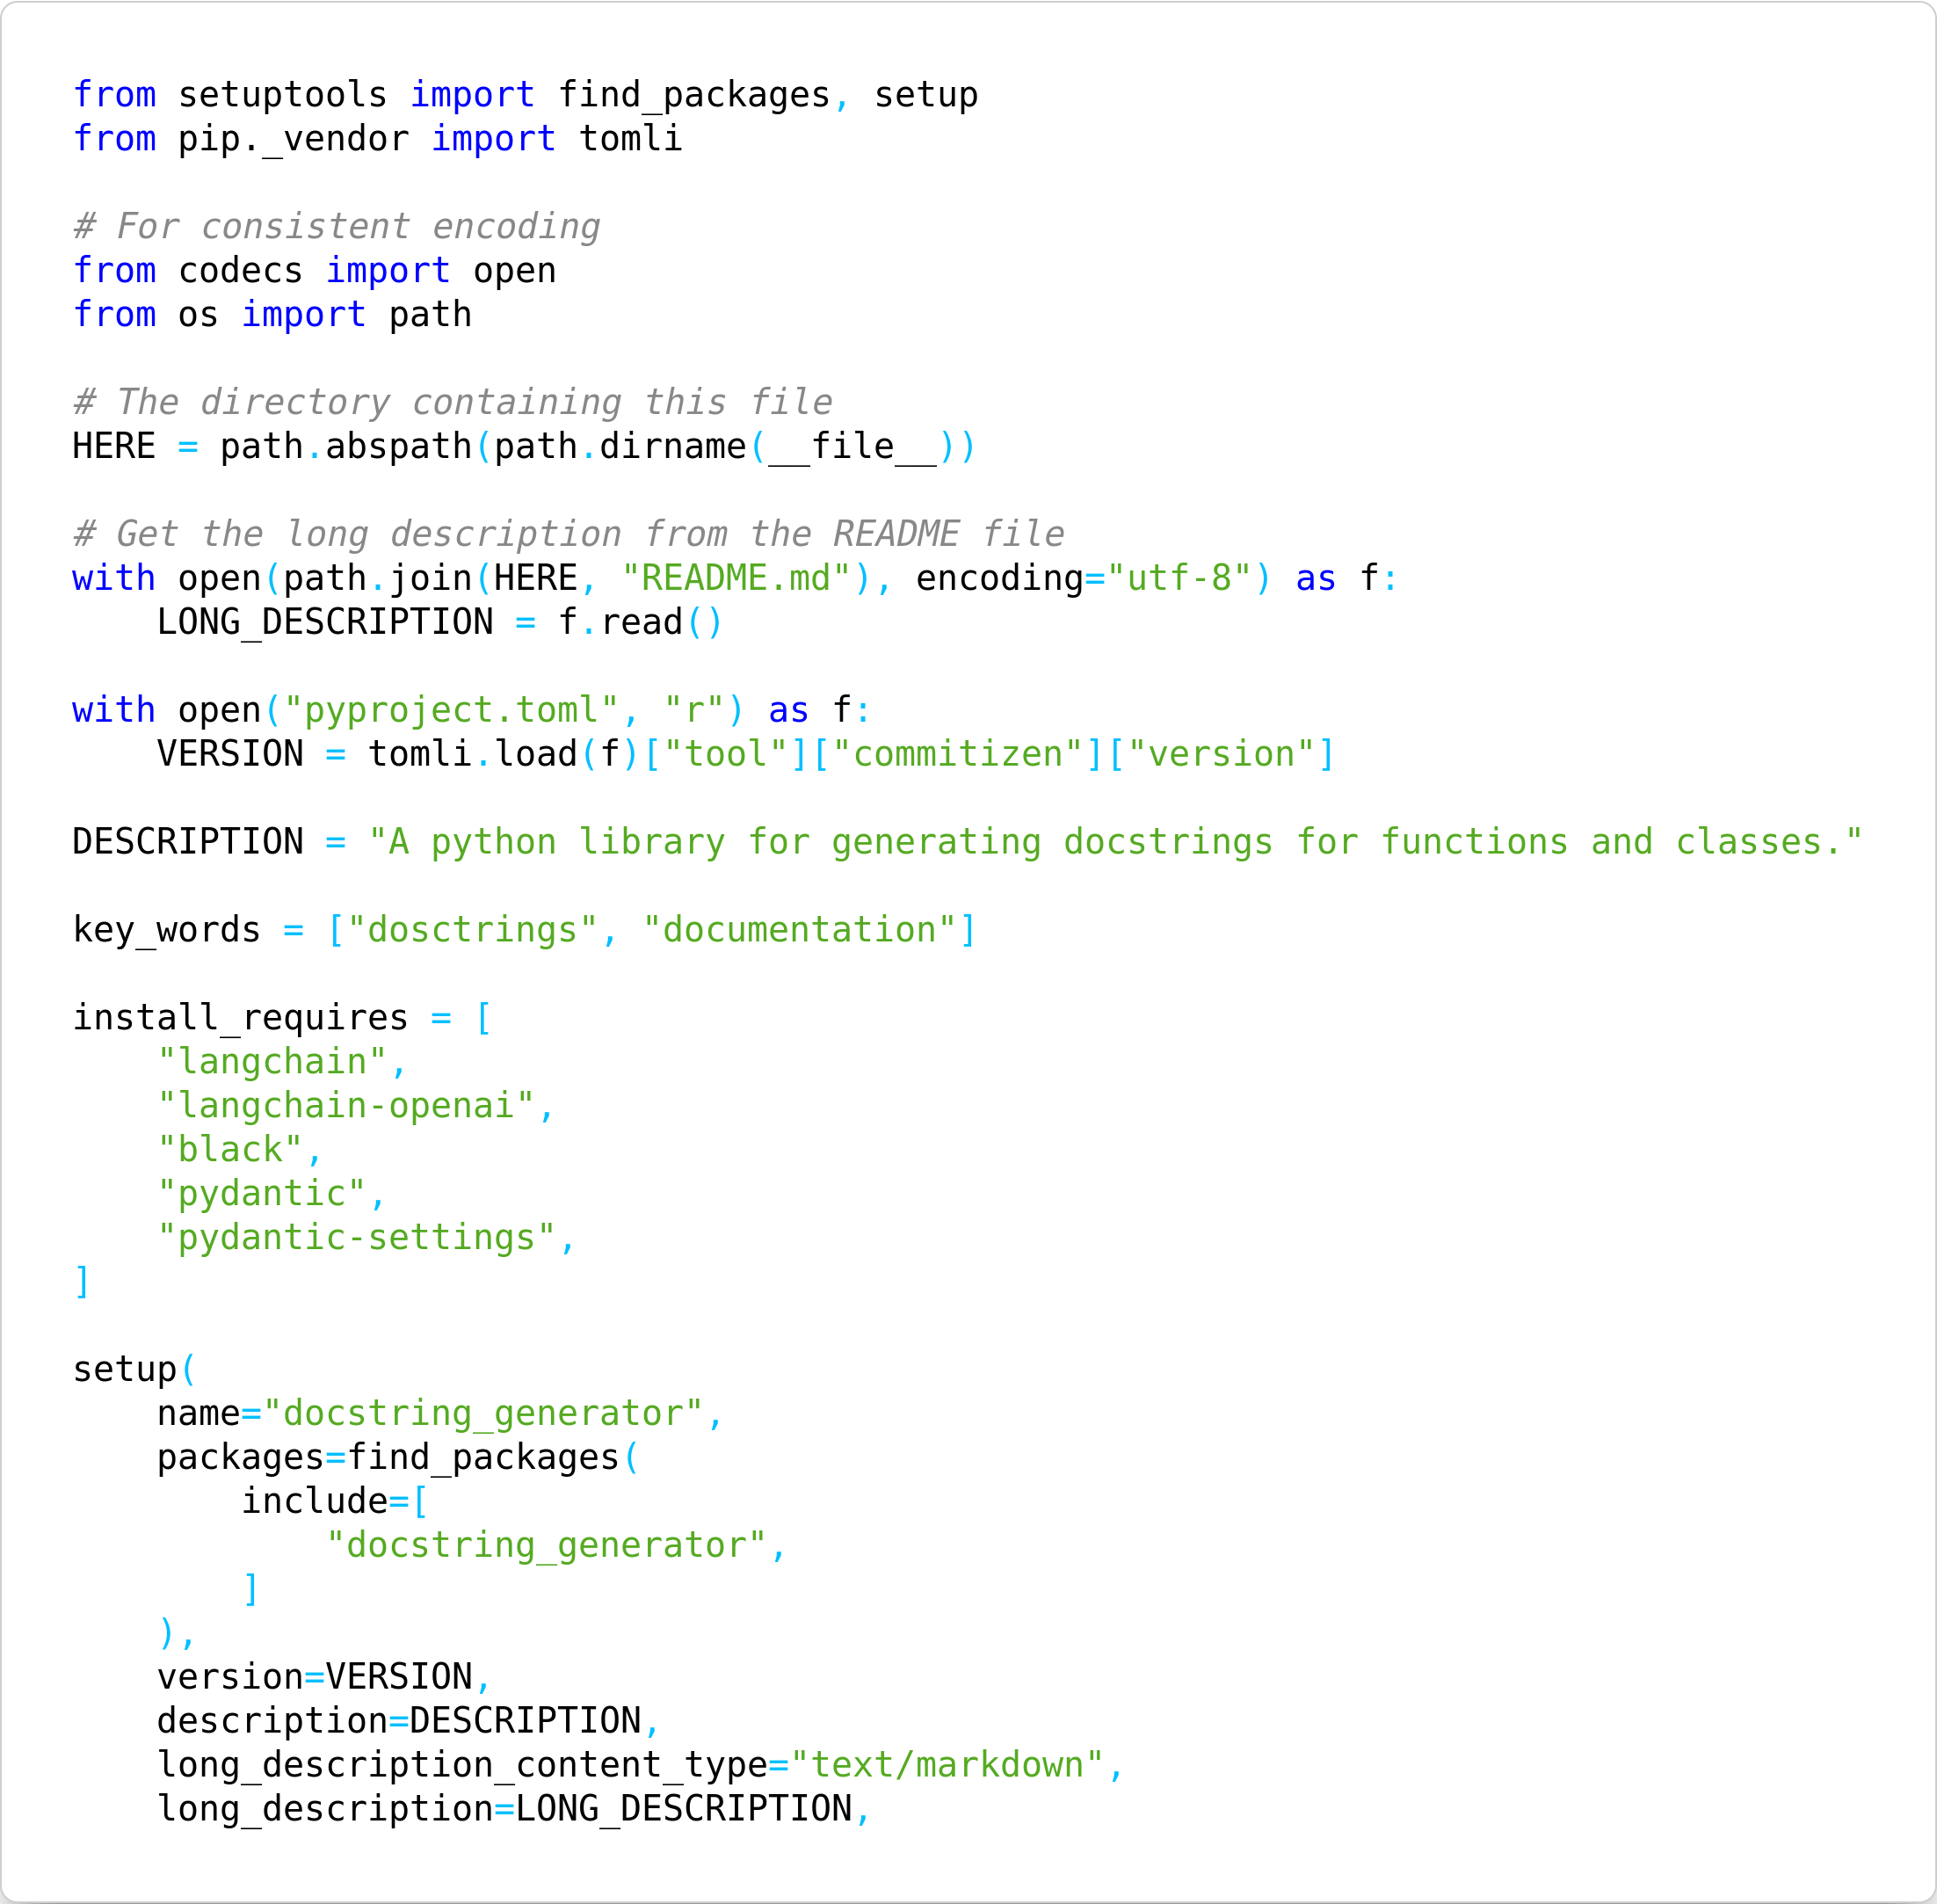 from setuptools import find_packages, setup
from pip._vendor import tomli

# For consistent encoding
from codecs import open
from os import path

# The directory containing this file
HERE = path.abspath(path.dirname(__file__))

# Get the long description from the README file
with open(path.join(HERE, "README.md"), encoding="utf-8") as f:
    LONG_DESCRIPTION = f.read()

with open("pyproject.toml", "r") as f:
    VERSION = tomli.load(f)["tool"]["commitizen"]["version"]

DESCRIPTION = "A python library for generating docstrings for functions and classes."

key_words = ["dosctrings", "documentation"]

install_requires = [
    "langchain",
    "langchain-openai",
    "black",
    "pydantic",
    "pydantic-settings",
]

setup(
    name="docstring_generator",
    packages=find_packages(
        include=[
            "docstring_generator",
        ]
    ),
    version=VERSION,
    description=DESCRIPTION,
    long_description_content_type="text/markdown",
    long_description=LONG_DESCRIPTION,